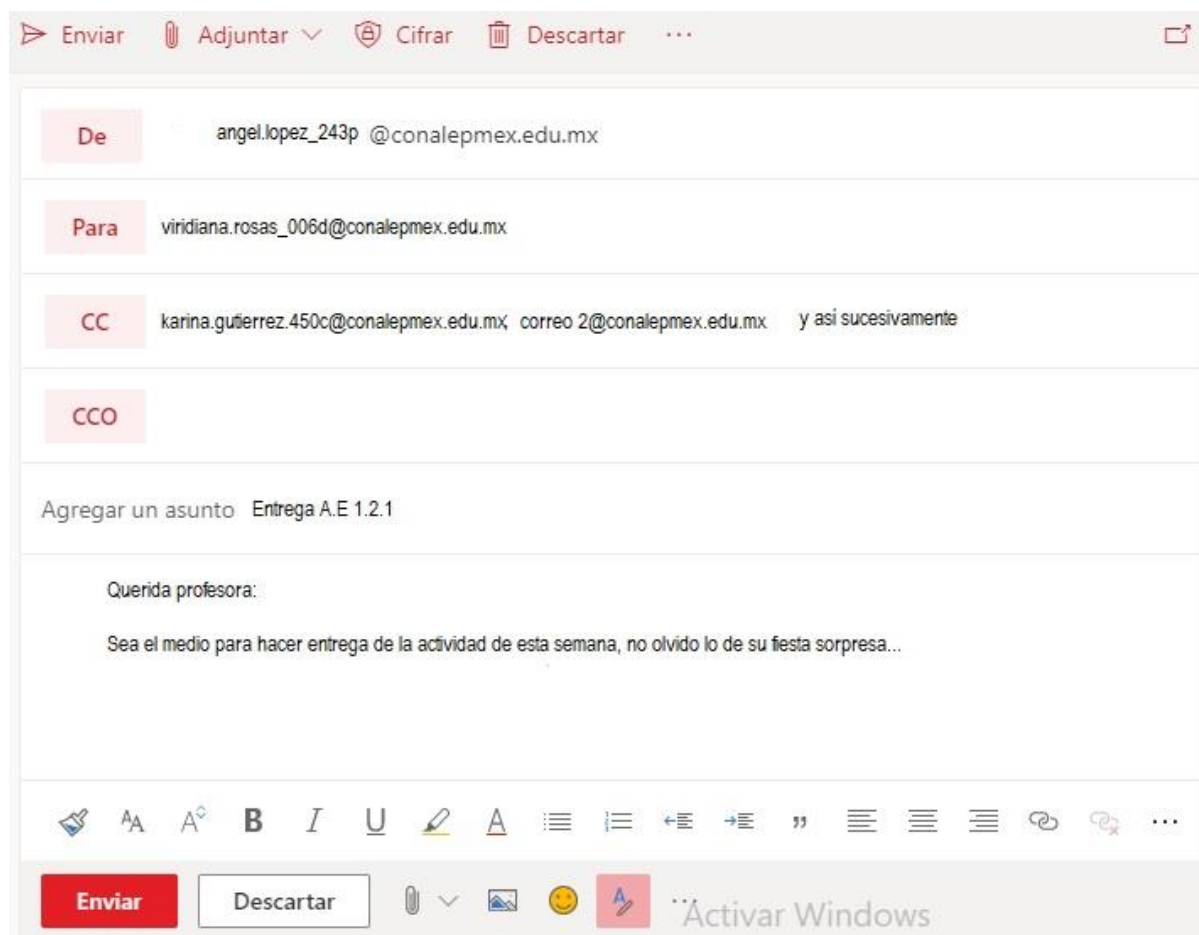 Enviar Adjuntar Cifrar Descartar ...
De angel.lopez_243p @conalepmex.edu.mx
Para viridiana.rosas_006d@conalepmex.edu.mx
CC karina.gutierrez.450c@conalepmex.edu.mx, correo 2@conalepmex.edu.mx y así sucesivamente
CCO
Agregar un asunto Entrega A.E 1.2.1
Querida profesora:
Sea el medio para hacer entrega de la actividad de esta semana, no olvido lo de su fiesta sorpresa...
B I U A
Enviar Descartar ... Activar Windows